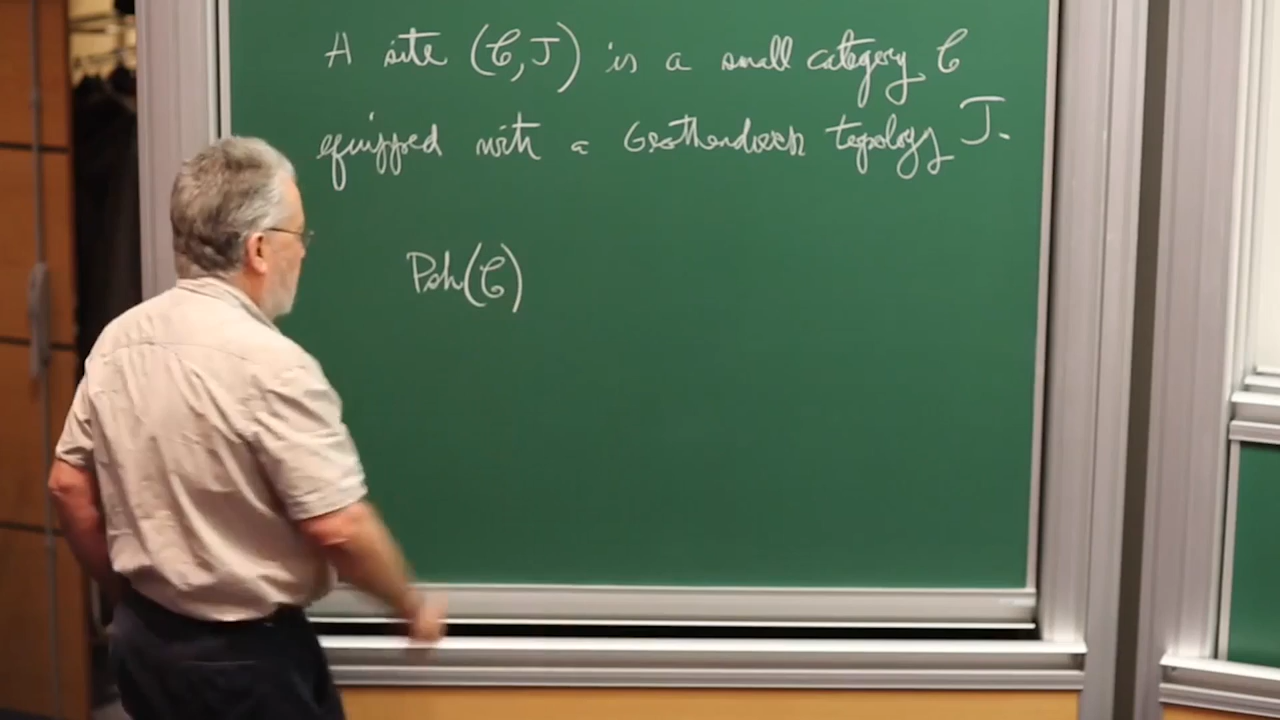 A site (𝒞, J) is a small category 𝒞
equipped with a Grothendieck topology J.
Psh(𝒞)